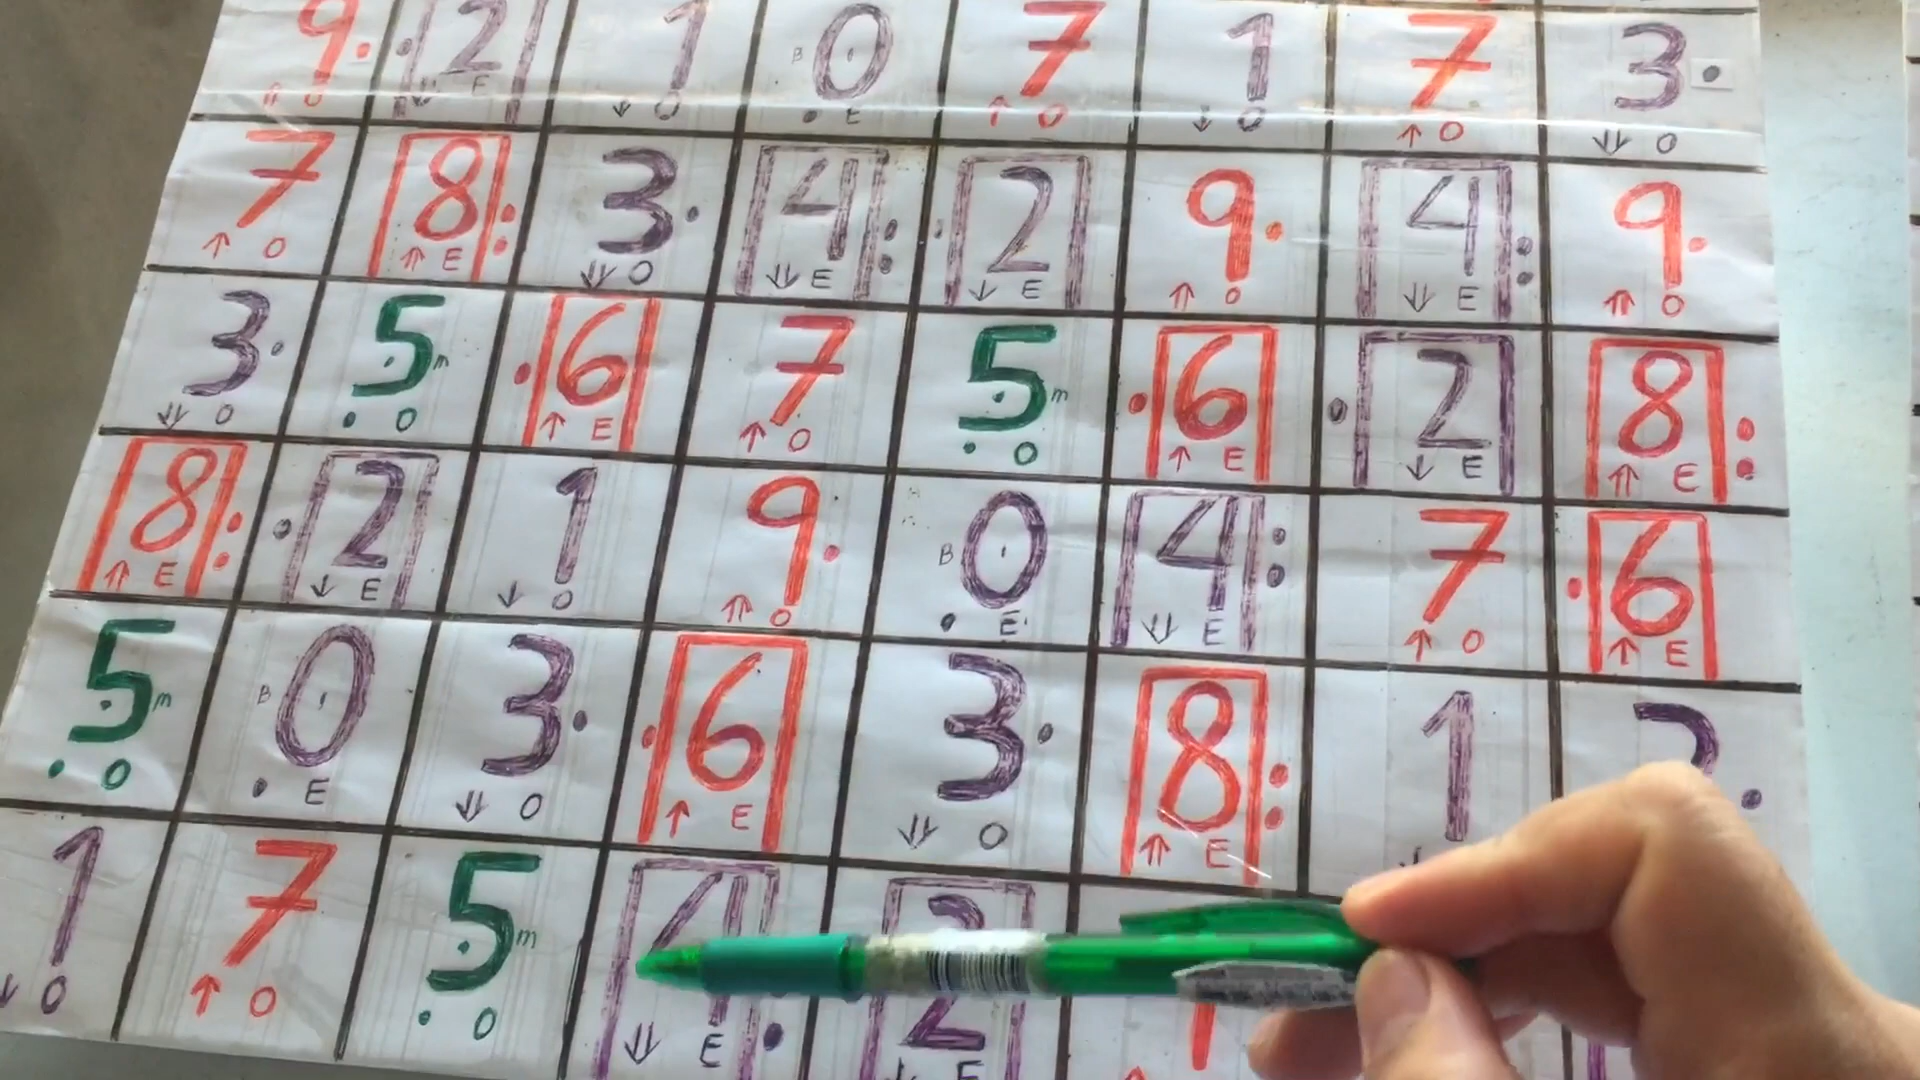 9 2 1 B 0 7 1 7 3
↑↑ O ↓ E ↓ O • E ↑ O ↓ O ↑ O ↓↓ O
7 8 3 4 2 9 4 9
↑ O ↑↑ E ↓↓ O ↓↓ E ↓ E ↑↑ O ↓↓ E ↑↑ O
3 5 m 6 7 5 m 6 2 8
↓↓ O • O ↑ E ↑ O • O ↑ E ↓ E ↑↑ E
8 2 1 9 B 0 4 7 6
↑↑ E ↓ E ↓ O ↑↑ O • E ↓↓ E ↑ O ↑ E
5 m B 0 3 6 3 8 1
• O • E ↓↓ O ↑ E ↓↓ O ↑↑ E
1 7 5 m 4 2
↓ O ↑ O • O ↓↓ E ↓ E